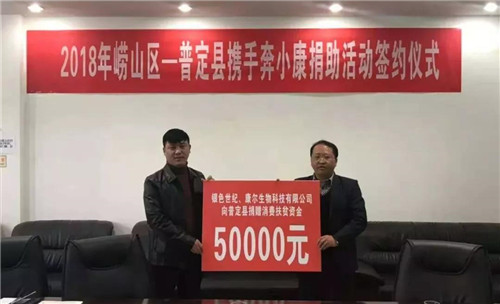 2018年崂山区—普定县携手奔小康捐助活动签约仪式
银色世纪、康尔生物科技有限公司
向普定县捐赠消费扶贫资金
50000元